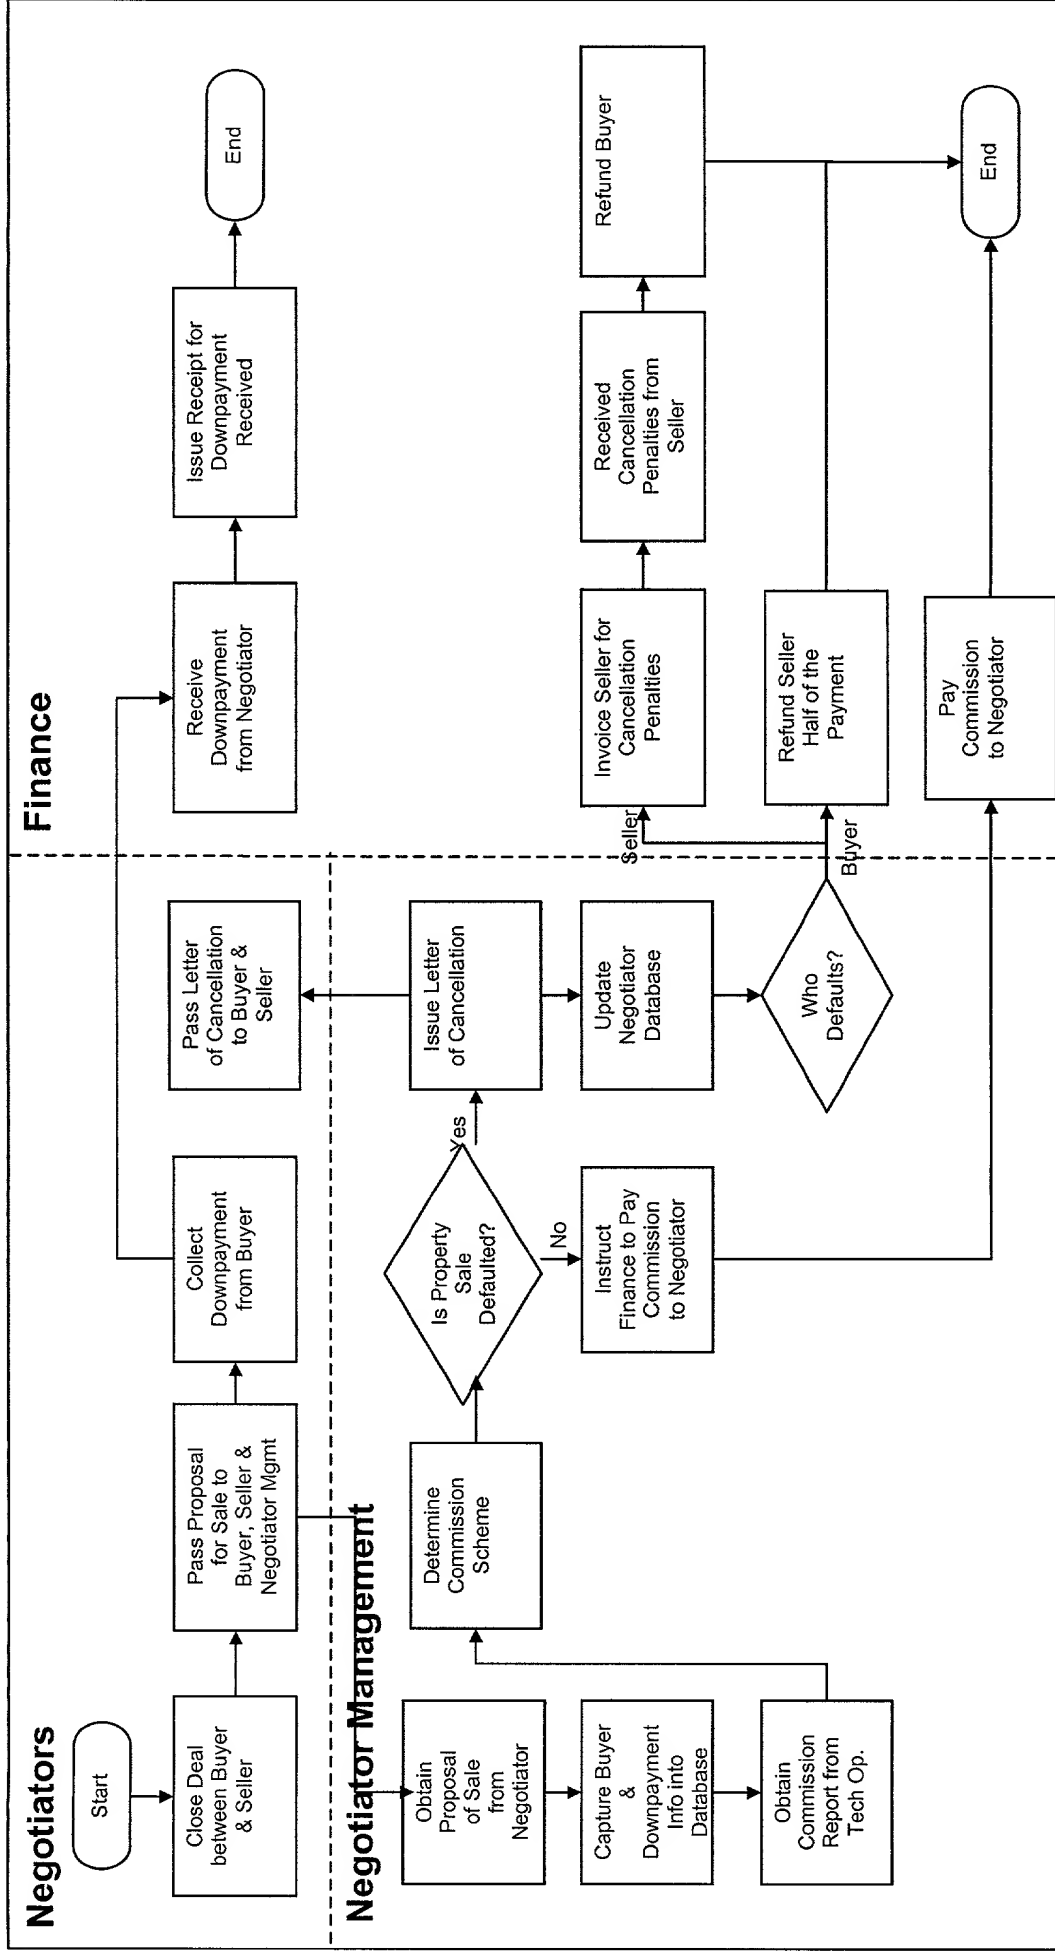 Negotiators
Start
Close Deal
between Buyer
& Seller
Pass Proposal
for Sale to
Buyer, Seller &
Negotiator Mgmt
Collect
Downpayment
from Buyer
Pass Letter
of Cancellation
to Buyer &
Seller
Finance
Receive
Downpayment
from Negotiator
Issue Receipt for
Downpayment
Received
End
Negotiator Management
Obtain
Proposal
of Sale
from
Negotiator
Capture Buyer
&
Downpayment
Info into
Database
Obtain
Commission
Report from
Tech Op.
Determine
Commission
Scheme
Is Property
Sale
Defaulted?
Yes
No
Issue Letter
of Cancellation
Update
Negotiator
Database
Instruct
Finance to Pay
Commission
to Negotiator
Who
Defaults?
Seller
Buyer
Invoice Seller for
Cancellation
Penalties
Received
Cancellation
Penalties from
Seller
Refund Buyer
Refund Seller
Half of the
Payment
Pay
Commission
to Negotiator
End